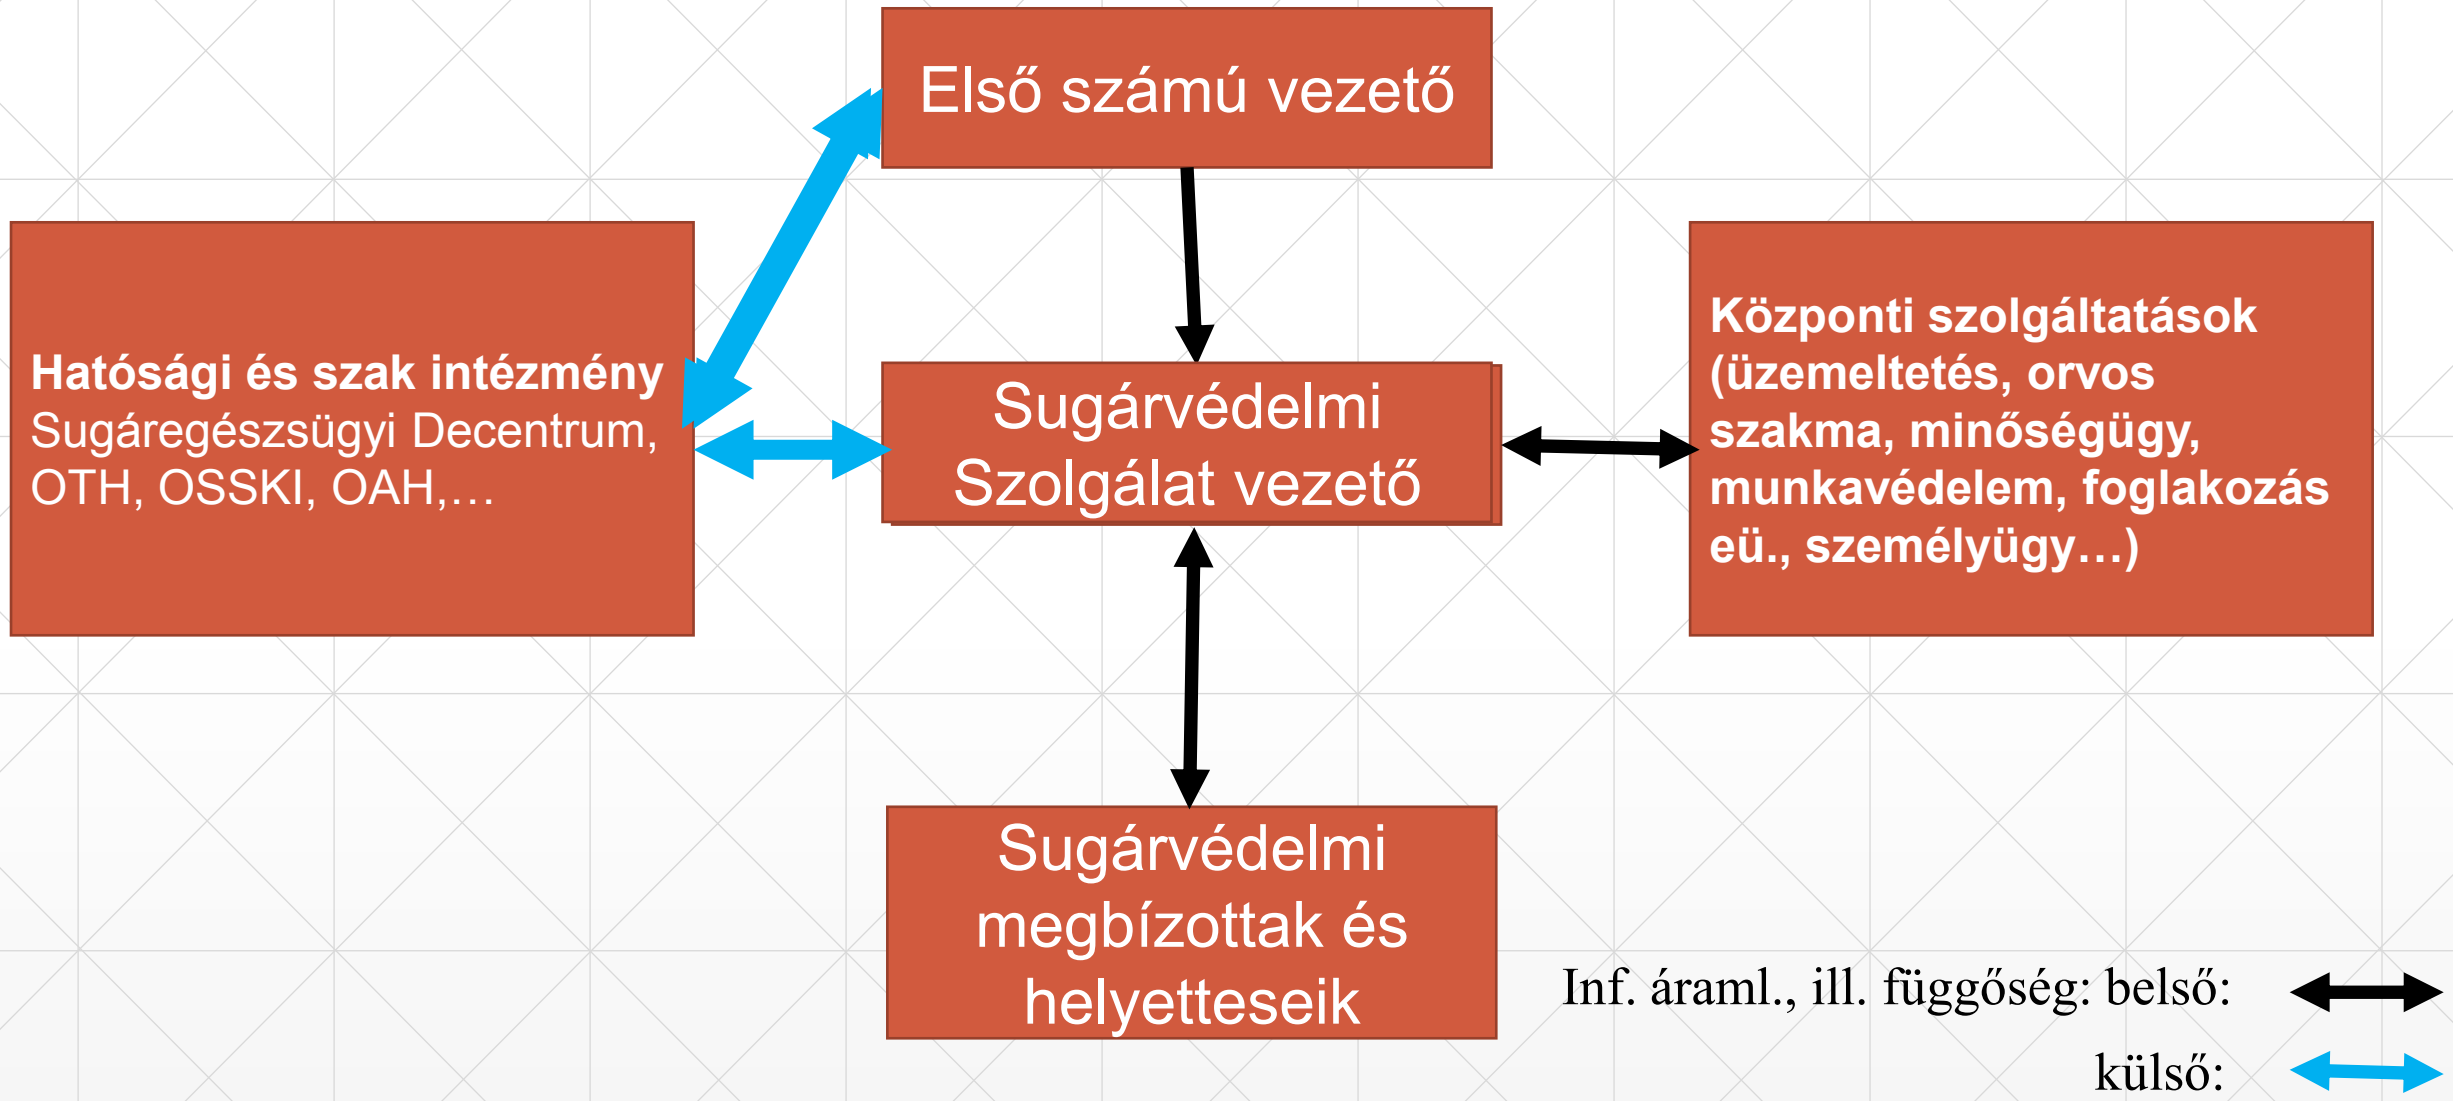 Első számú vezető
Hatósági és szak intézmény
Sugáregészsügyi Decentrum,
OTH, OSSKI, OAH,…
Sugárvédelmi
Szolgálat vezető
Központi szolgáltatások
(üzemeltetés, orvos
szakma, minőségügy,
munkavédelem, foglakozás
eü., személyügy…)
Sugárvédelmi
megbízottak és
helyetteseik
Inf. áraml., ill. függőség: belső:
külső: